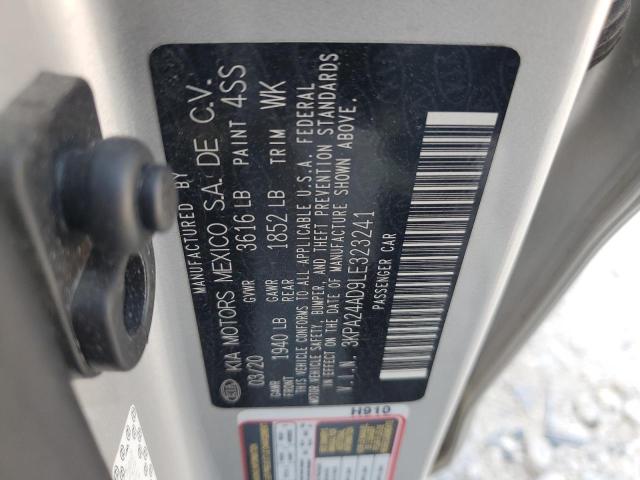 MANUFACTURED BY
KIA KIA MOTORS MEXICO S.A. DE C.V.
03/20 GVWR 3616 LB PAINT 4SS
GAWR FRONT 1940 LB GAWR REAR 1852 LB TRIM WK
THIS VEHICLE CONFORMS TO ALL APPLICABLE U.S.A. FEDERAL
MOTOR VEHICLE SAFETY, BUMPER, AND THEFT PREVENTION STANDARDS
IN EFFECT ON THE DATE OF MANUFACTURE SHOWN ABOVE.
V.I.N. 3KPA24AD9LE323241
PASSENGER CAR
H910